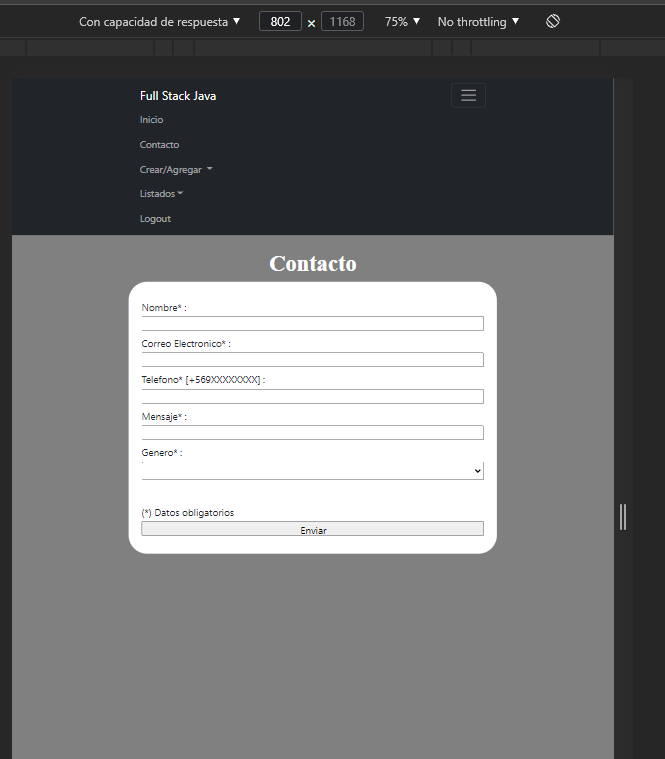 Con capacidad de respuesta ▼ 802 × 1168 75% ▼ No throttling ▼
Full Stack Java
Inicio
Contacto
Crear/Agregar
Listados
Logout
Contacto
Nombre* :
Correo Electronico* :
Telefono* [+569XXXXXXXX] :
Mensaje* :
Genero* :
(*) Datos obligatorios
Enviar